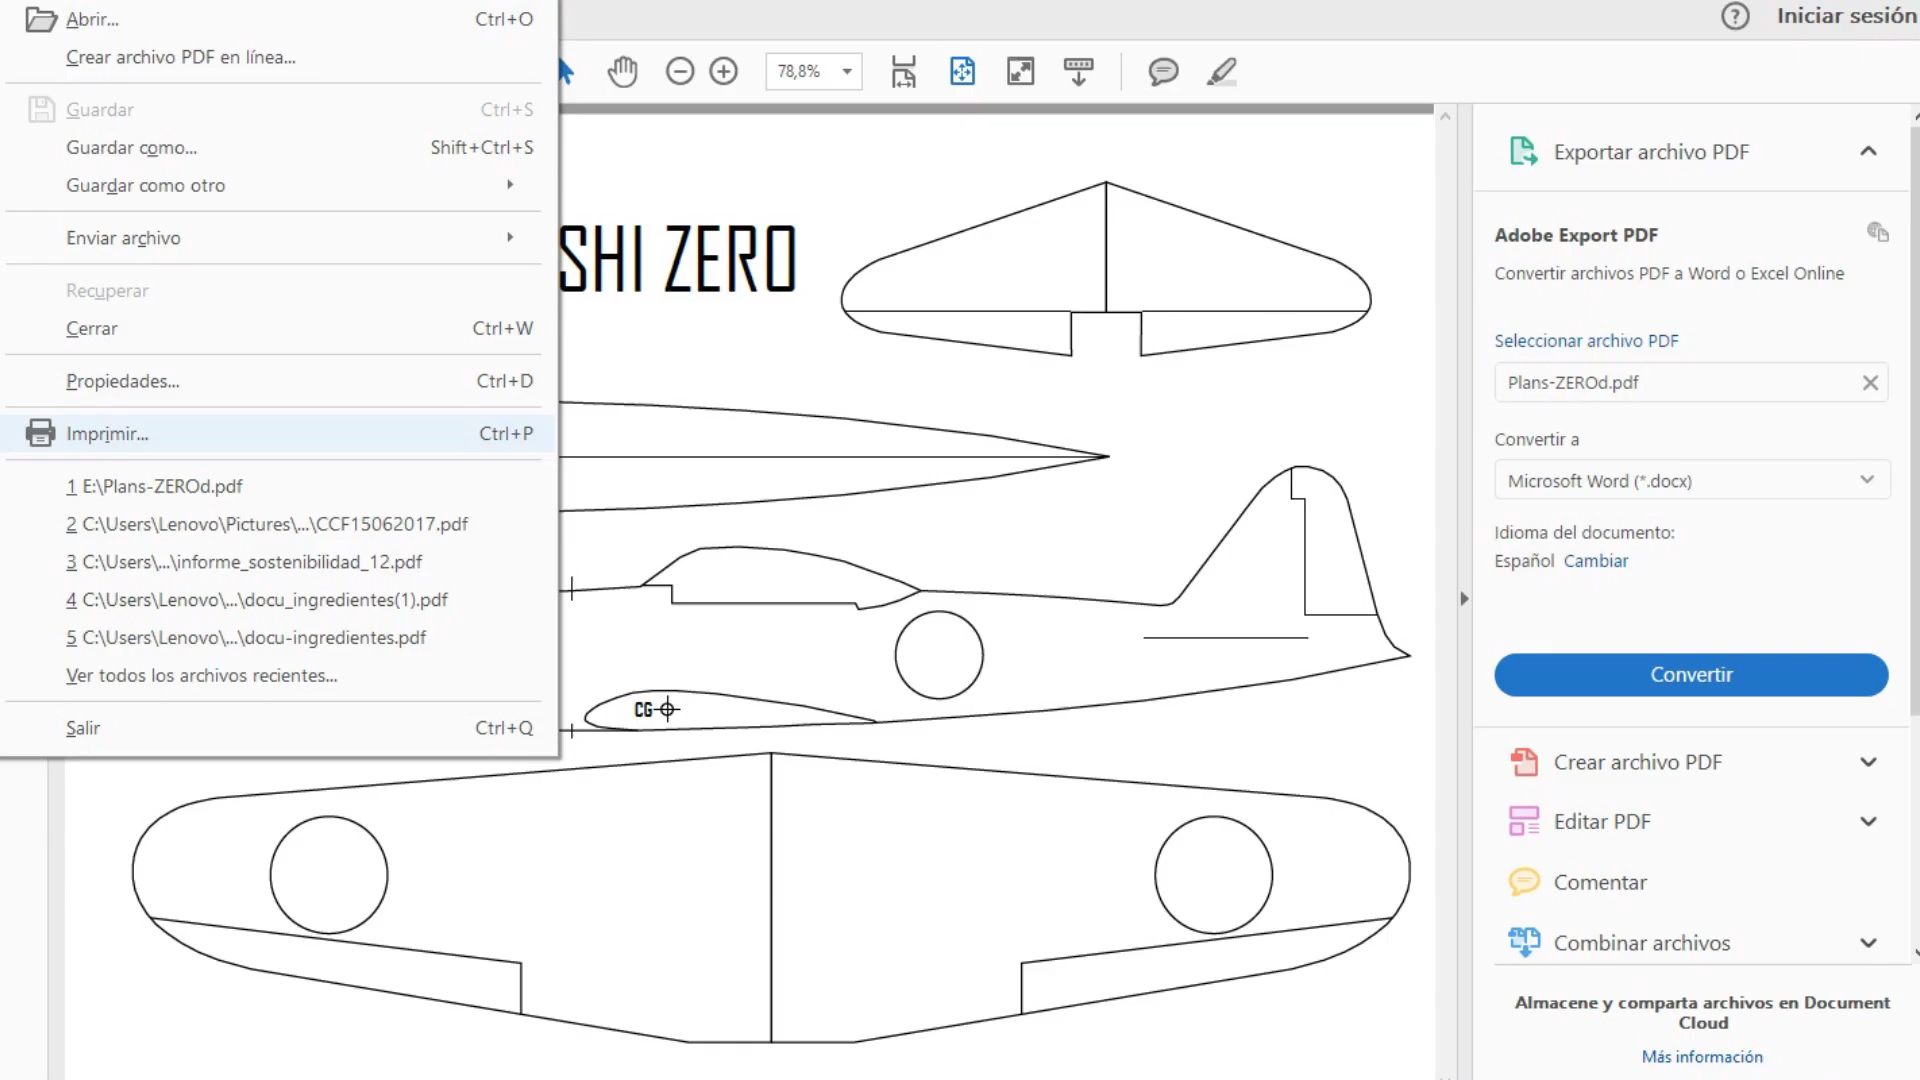 Abrir... Ctrl+O
Crear archivo PDF en línea...
Guardar Ctrl+S
Guardar como... Shift+Ctrl+S
Guardar como otro
Enviar archivo
Recuperar
Cerrar Ctrl+W
Propiedades... Ctrl+D
Imprimir... Ctrl+P
1 E:\Plans-ZEROd.pdf
2 C:\Users\Lenovo\Pictures\...\CCF15062017.pdf
3 C:\Users\...\informe_sostenibilidad_12.pdf
4 C:\Users\Lenovo\...\docu_ingredientes(1).pdf
5 C:\Users\Lenovo\...\docu-ingredientes.pdf
Ver todos los archivos recientes...
Salir Ctrl+Q
78,8%
SHI ZERO
CG
? Iniciar sesión
Exportar archivo PDF
Adobe Export PDF
Convertir archivos PDF a Word o Excel Online
Seleccionar archivo PDF
Plans-ZEROd.pdf
Convertir a
Microsoft Word (*.docx)
Idioma del documento:
Español Cambiar
Convertir
Crear archivo PDF
Editar PDF
Comentar
Combinar archivos
Almacene y comparta archivos en Document
Cloud
Más información